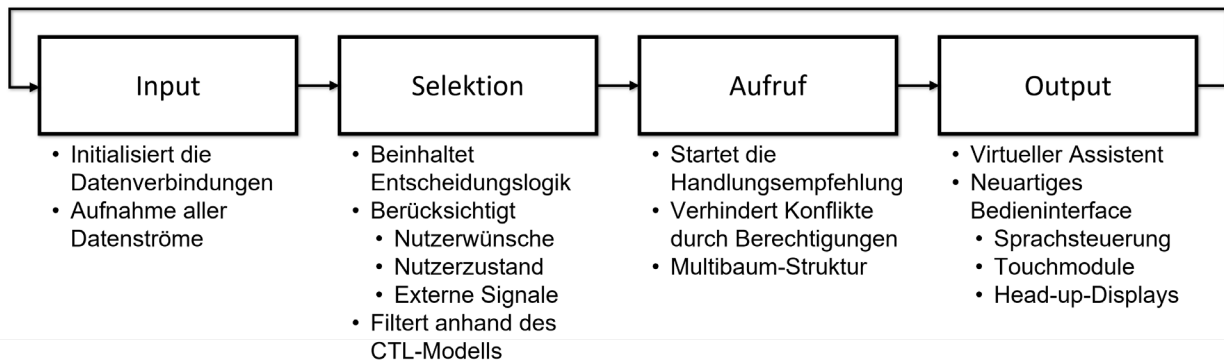 Input
• Initialisiert die
Datenverbindungen
• Aufnahme aller
Datenströme
Selektion
• Beinhaltet
Entscheidungslogik
• Berücksichtigt
• Nutzerwünsche
• Nutzerzustand
• Externe Signale
• Filtert anhand des
CTL-Modells
Aufruf
• Startet die
Handlungsempfehlung
• Verhindert Konflikte
durch Berechtigungen
• Multibaum-Struktur
Output
• Virtueller Assistent
• Neuartiges
Bedieninterface
• Sprachsteuerung
• Touchmodule
• Head-up-Displays